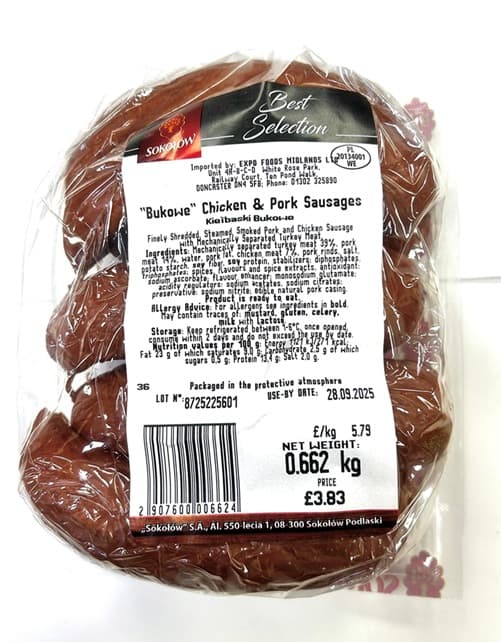 Best
Selection
SOKOŁÓW
PL
20134001
WE
Imported by: EXPO FOODS MIDLANDS LTD
Unit 4A-B-C-D White Rose Park,
Railway Court, Ten Pond Walk,
DONCASTER DN4 5FB; Phone: 01302 325890
"Bukowe" Chicken & Pork Sausages
Kiełbaski Bukowe
Finely Shredded, Steamed, Smoked Pork and Chicken Sausage
with Mechanically Separated Turkey Meat.
Ingredients: Mechanically separated turkey meat 39%, pork
meat 14%, water, pork fat, chicken meat 7%, pork rinds, salt,
potato starch, soy fiber, soy protein, stabilizers: diphosphates,
triphosphates; spices, flavours and spice extracts, antioxidant:
sodium ascorbate; flavour enhancer: monosodium glutamate;
acidity regulators: sodium acetates, sodium citrates;
preservative: sodium nitrite; edible natural pork casing.
Product is ready to eat.
Allergy Advice: For allergens see ingredients in bold.
May contain traces of: mustard, gluten, celery,
milk with lactose.
Storage: Keep refrigerated between 1-6°C, once opened,
consume within 2 days and do not exceed the use by date.
Nutrition values per 100 g: Energy 1121 kJ/271 kcal;
Fat 23 g of which saturates 9,0 g; Carbohydrate 2,5 g of which
sugars 0,5 g; Protein 13,4 g; Salt 2,0 g.
36 Packaged in the protective atmosphere
LOT N°: 8725225601 USE-BY DATE: 28.09.2025
£/kg 5.79
NET WEIGHT:
0.662 kg
PRICE
£3.83
2 907600 006624
„Sokołów" S.A., Al. 550-lecia 1, 08-300 Sokołów Podlaski